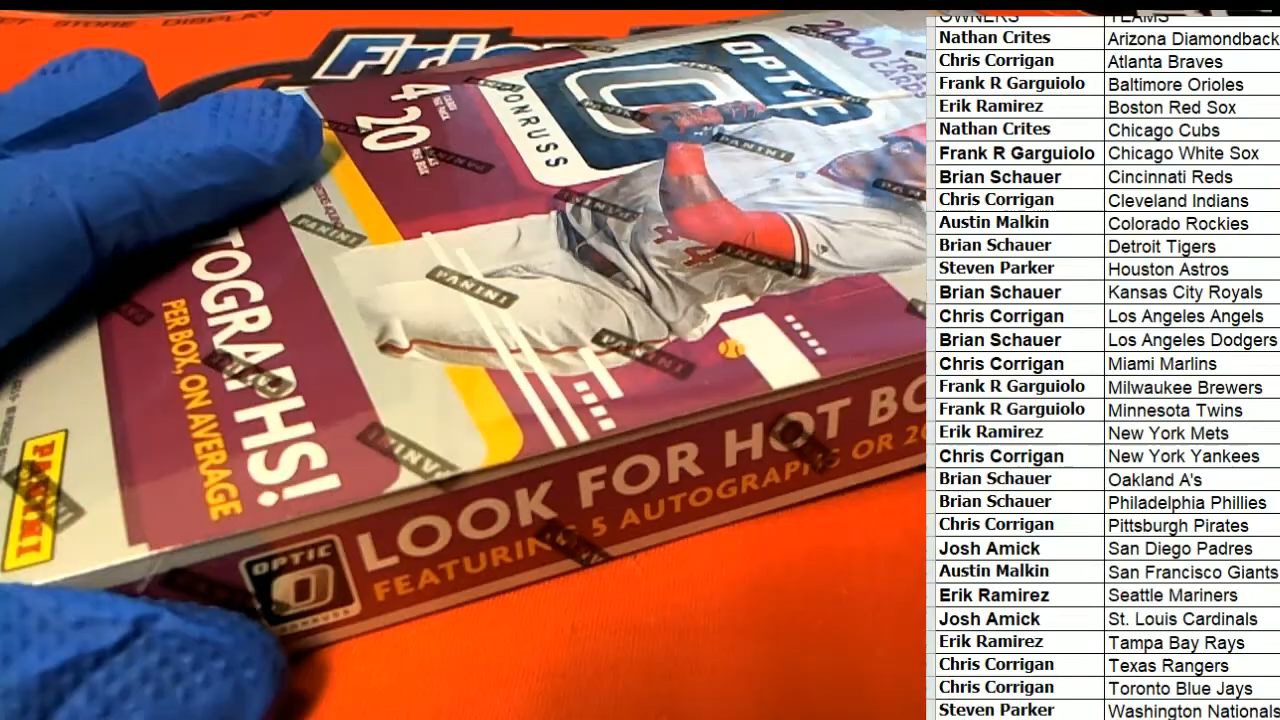 STORE DISPLAY
OPTIC
DONRUSS
2020 TRADING CARDS
4
20
TOGRAPHS!
PER BOX, ON AVERAGE
PANINI
LOOK FOR HOT BO
FEATURING 5 AUTOGRAPHS OR 20
OPTIC
DONRUSS
OWNERS TEAMS
Nathan Crites Arizona Diamondback
Chris Corrigan Atlanta Braves
Frank R Garguiolo Baltimore Orioles
Erik Ramirez Boston Red Sox
Nathan Crites Chicago Cubs
Frank R Garguiolo Chicago White Sox
Brian Schauer Cincinnati Reds
Chris Corrigan Cleveland Indians
Austin Malkin Colorado Rockies
Brian Schauer Detroit Tigers
Steven Parker Houston Astros
Brian Schauer Kansas City Royals
Chris Corrigan Los Angeles Angels
Brian Schauer Los Angeles Dodgers
Chris Corrigan Miami Marlins
Frank R Garguiolo Milwaukee Brewers
Frank R Garguiolo Minnesota Twins
Erik Ramirez New York Mets
Chris Corrigan New York Yankees
Brian Schauer Oakland A's
Brian Schauer Philadelphia Phillies
Chris Corrigan Pittsburgh Pirates
Josh Amick San Diego Padres
Austin Malkin San Francisco Giants
Erik Ramirez Seattle Mariners
Josh Amick St. Louis Cardinals
Erik Ramirez Tampa Bay Rays
Chris Corrigan Texas Rangers
Chris Corrigan Toronto Blue Jays
Steven Parker Washington Nationals